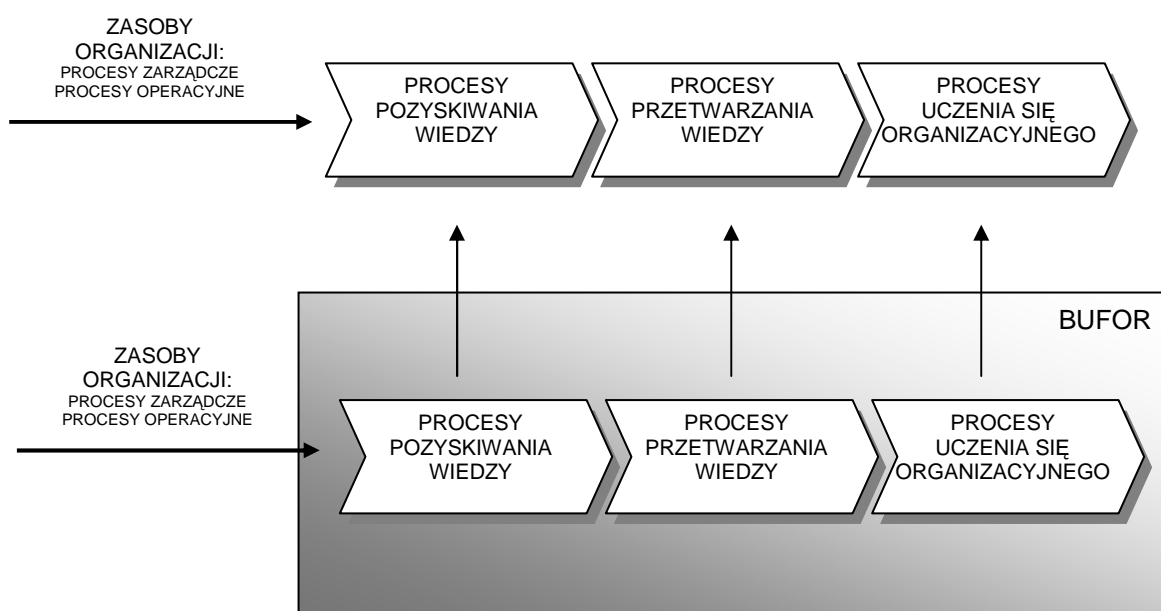 ZASOBY
ORGANIZACJI:
PROCESY ZARZĄDCZE
PROCESY OPERACYJNE
PROCESY
POZYSKIWANIA
WIEDZY
PROCESY
PRZETWARZANIA
WIEDZY
PROCESY
UCZENIA SIĘ
ORGANIZACYJNEGO
BUFOR
ZASOBY
ORGANIZACJI:
PROCESY ZARZĄDCZE
PROCESY OPERACYJNE
PROCESY
POZYSKIWANIA
WIEDZY
PROCESY
PRZETWARZANIA
WIEDZY
PROCESY
UCZENIA SIĘ
ORGANIZACYJNEGO